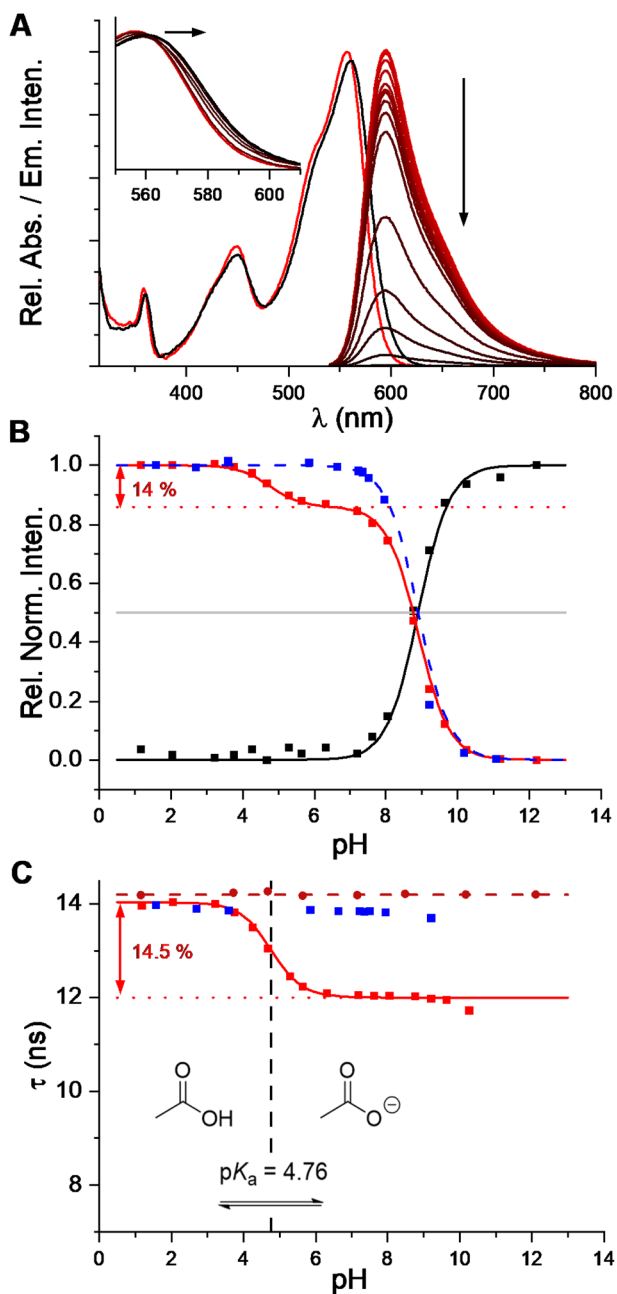 A
Rel. Abs. / Em. Inten.
560 580 600
400 500 600 700 800
λ (nm)
B
Rel. Norm. Inten.
1.0
0.8
0.6
0.4
0.2
0.0
14 %
0 2 4 6 8 10 12 14
pH
C
τ (ns)
14
12
10
8
14.5 %
O
OH
O
O⊖
pKa = 4.76
0 2 4 6 8 10 12 14
pH